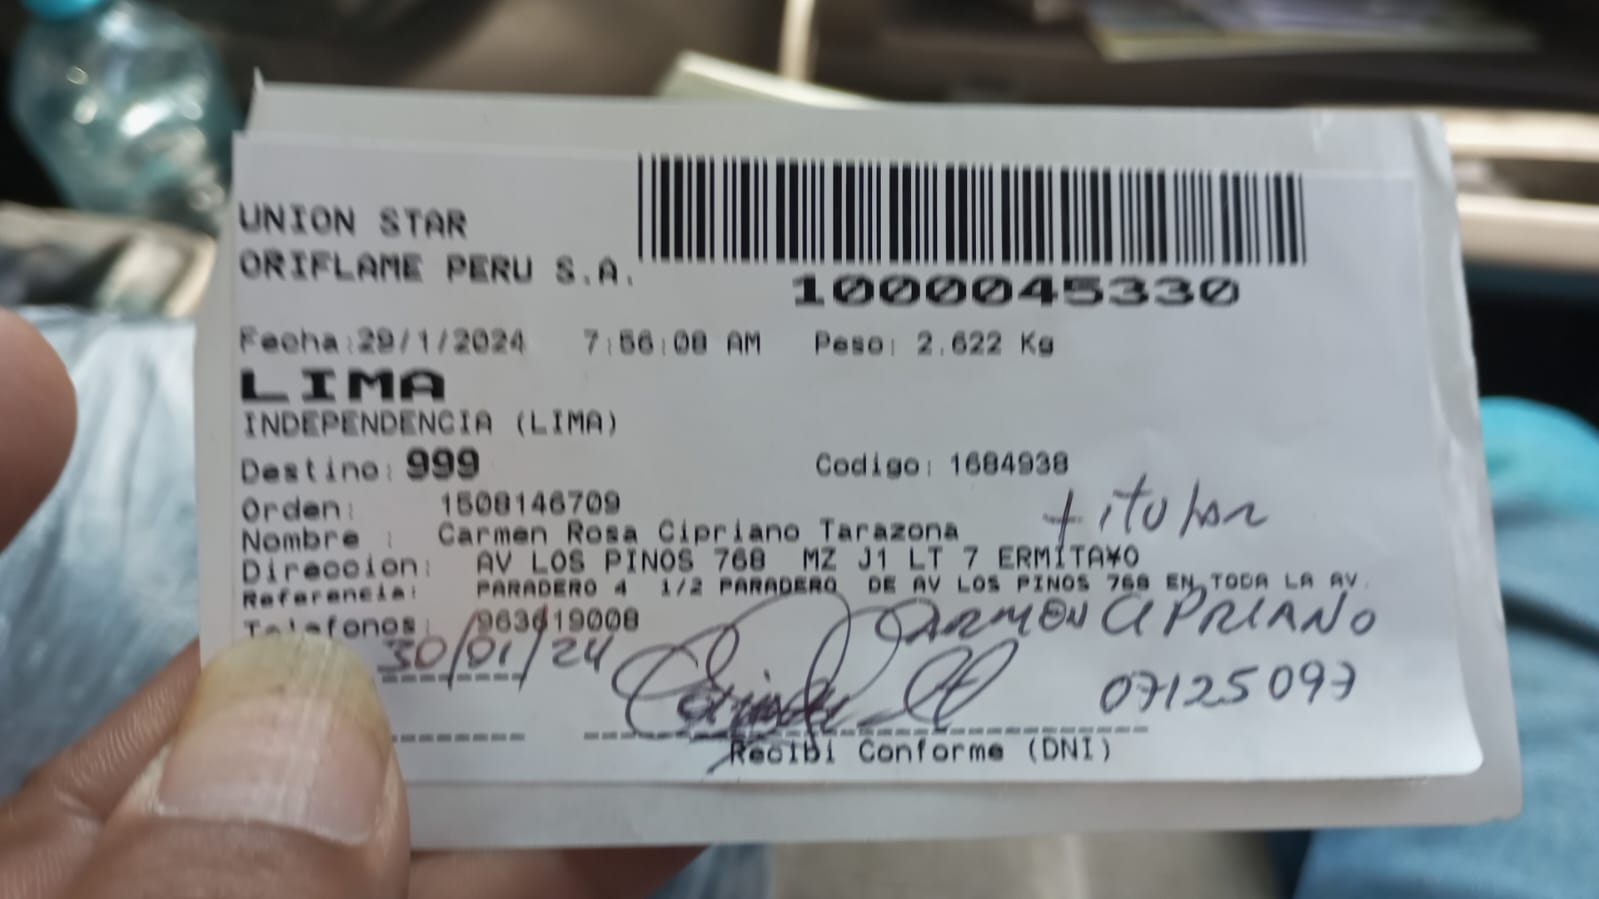 UNION STAR
ORIFLAME PERU S.A.
1000045330
Fecha:29/1/2024 7:56:08 AM Peso: 2.622 Kg
LIMA
INDEPENDENCIA (LIMA)
Destino: 999 Codigo: 1684938
Orden: 1508146709
titular
Nombre : Carmen Rosa Cipriano Tarazona
Direccion: AV LOS PINOS 768 MZ J1 LT 7 ERMITA¥O
Referencia: PARADERO 4 1/2 PARADERO DE AV LOS PINOS 768 EN TODA LA AV.
Telefonos: 963619008
CARMEN CIPRIANO
30/01/24
07125097
Recibi Conforme (DNI)